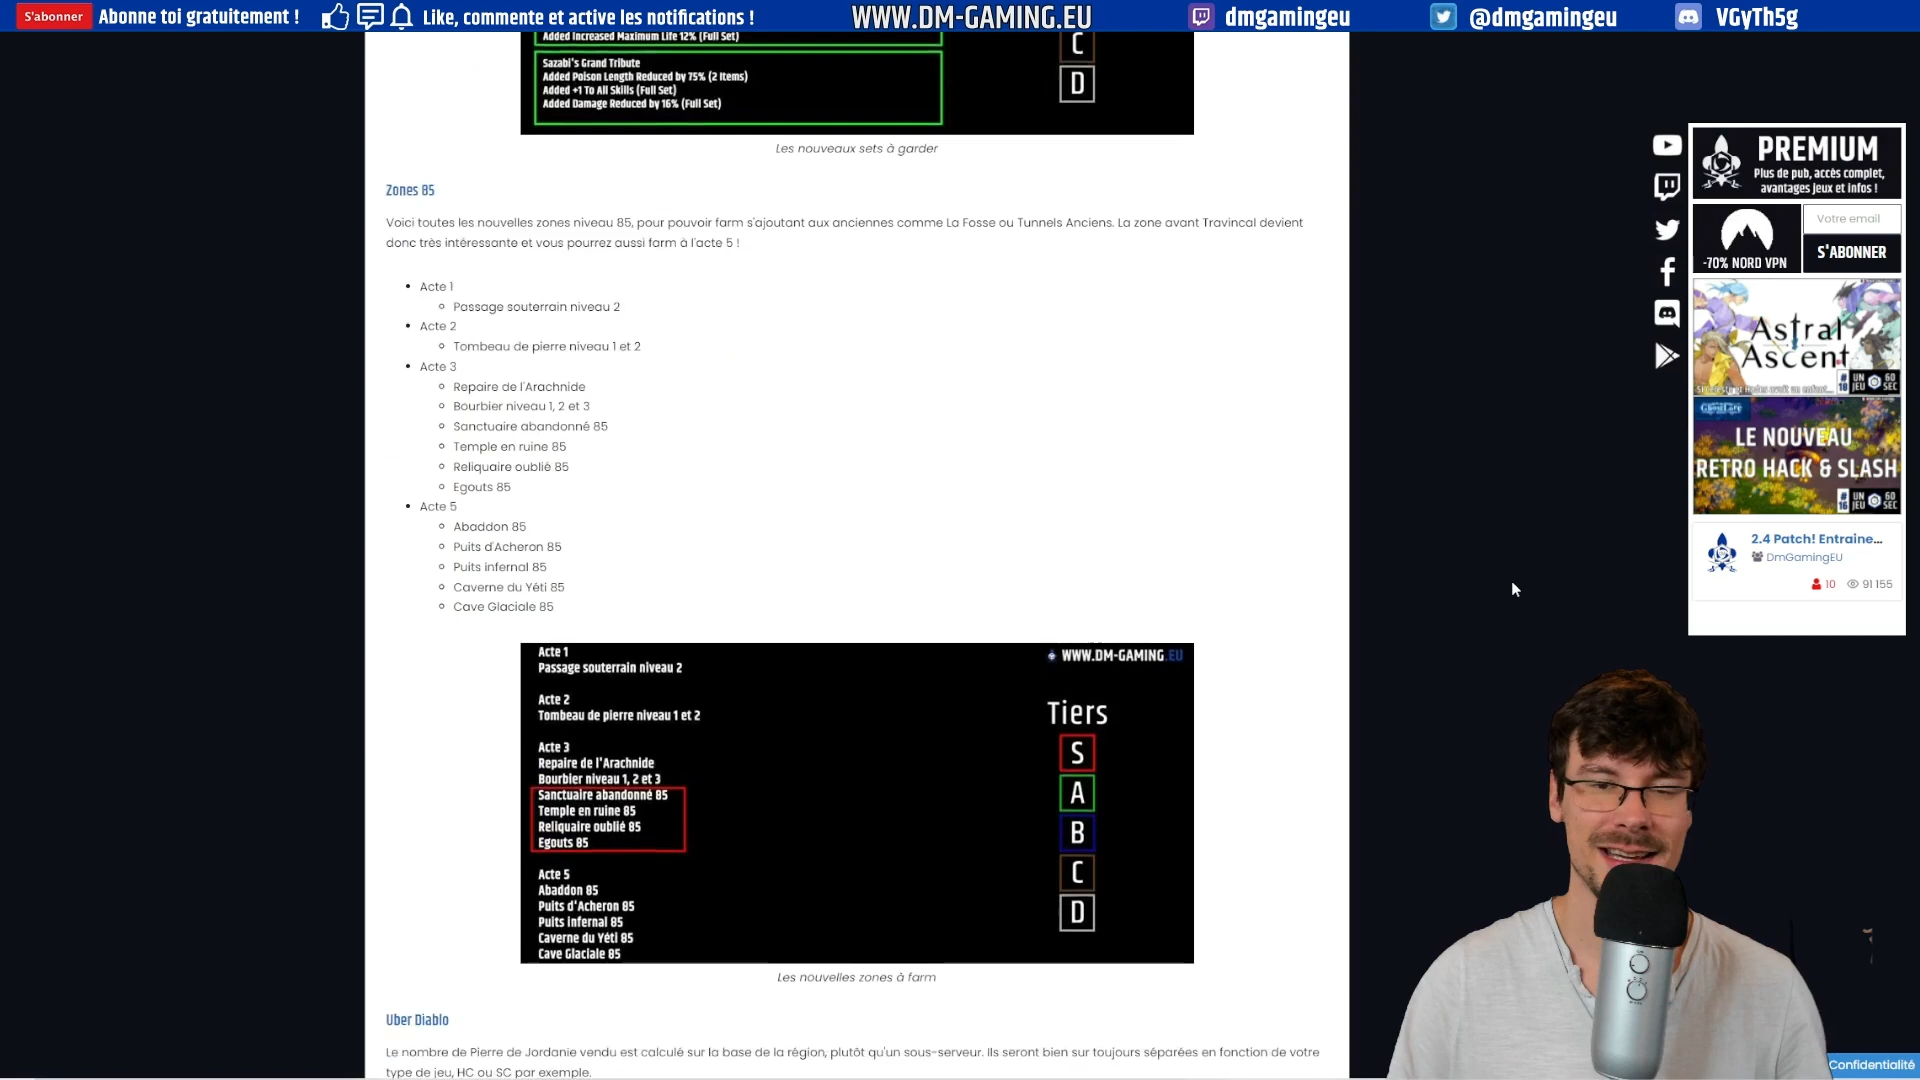 S'abonner Abonne toi gratuitement ! Like, commente et active les notifications ! WWW.DM-GAMING.EU dmgamingeu @dmgamingeu VGyTh5g
Added Increased Maximum Life 12% (Full Set)
Sazabi's Grand Tribute
Added Poison Length Reduced by 75% (2 Items)
Added +1 To All Skills (Full Set)
Added Damage Reduced by 16% (Full Set)
C
D
Les nouveaux sets à garder
Zones 85
Voici toutes les nouvelles zones niveau 85, pour pouvoir farm s'ajoutant aux anciennes comme La Fosse ou Tunnels Anciens. La zone avant Travincal devient
donc très intéressante et vous pourrez aussi farm à l'acte 5 !
Acte 1
Passage souterrain niveau 2
Acte 2
Tombeau de pierre niveau 1 et 2
Acte 3
Repaire de l'Arachnide
Bourbier niveau 1, 2 et 3
Sanctuaire abandonné 85
Temple en ruine 85
Reliquaire oublié 85
Egouts 85
Acte 5
Abaddon 85
Puits d'Acheron 85
Puits infernal 85
Caverne du Yéti 85
Cave Glaciale 85
Acte 1
Passage souterrain niveau 2
Acte 2
Tombeau de pierre niveau 1 et 2
Acte 3
Repaire de l'Arachnide
Bourbier niveau 1, 2 et 3
Sanctuaire abandonné 85
Temple en ruine 85
Reliquaire oublié 85
Egouts 85
Acte 5
Abaddon 85
Puits d'Acheron 85
Puits infernal 85
Caverne du Yéti 85
Cave Glaciale 85
WWW.DM-GAMING.EU
Tiers
S
A
B
C
D
Les nouvelles zones à farm
Uber Diablo
Le nombre de Pierre de Jordanie vendu est calculé sur la base de la région, plutôt qu'un sous-serveur. Ils seront bien sur toujours séparées en fonction de votre
type de jeu, HC ou SC par exemple.
PREMIUM
Plus de pub, accès complet,
avantages jeux et infos !
-70% NORD VPN
Votre email
S'ABONNER
Astral
Ascent
# 18 UN JEU 60 SEC
GhostLore
LE NOUVEAU
RETRO HACK & SLASH
# 16 UN JEU 60 SEC
2.4 Patch! Entraine...
DmGamingEU
10 91 155
Confidentialité